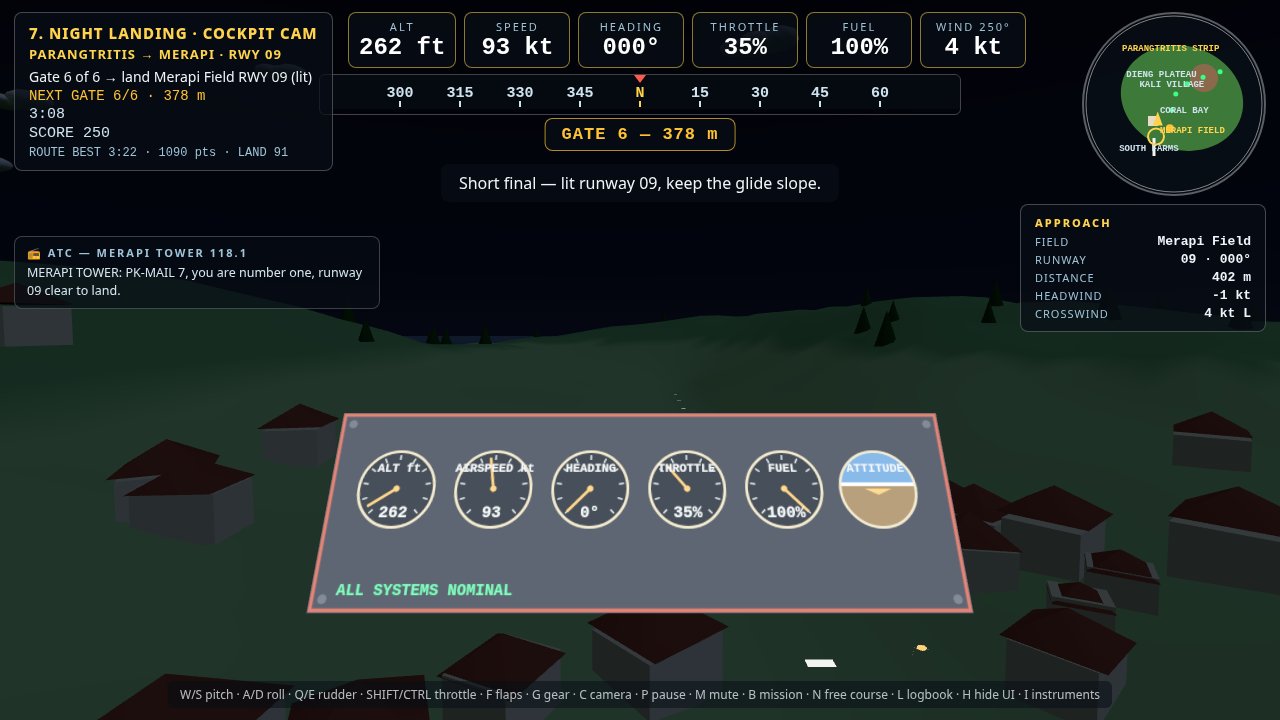 7. NIGHT LANDING · COCKPIT CAM
PARANGTRITIS → MERAPI · RWY 09
Gate 6 of 6 → land Merapi Field RWY 09 (lit)
NEXT GATE 6/6 · 378 m
3:08
SCORE 250
ROUTE BEST 3:22 · 1090 pts · LAND 91
ALT
262 ft
SPEED
93 kt
HEADING
000°
THROTTLE
35%
FUEL
100%
WIND 250°
4 kt
300 315 330 345 N 15 30 45 60
GATE 6 — 378 m
Short final — lit runway 09, keep the glide slope.
PARANGTRITIS STRIP
DIENG PLATEAU
KALI VILLAGE
CORAL BAY
MERAPI FIELD
SOUTH FARMS
📻 ATC — MERAPI TOWER 118.1
MERAPI TOWER: PK-MAIL 7, you are number one, runway
09 clear to land.
APPROACH
FIELD Merapi Field
RUNWAY 09 · 000°
DISTANCE 402 m
HEADWIND -1 kt
CROSSWIND 4 kt L
ALT ft
262
AIRSPEED kt
93
HEADING
0°
THROTTLE
35%
FUEL
100%
ATTITUDE
ALL SYSTEMS NOMINAL
W/S pitch · A/D roll · Q/E rudder · SHIFT/CTRL throttle · F flaps · G gear · C camera · P pause · M mute · B mission · N free course · L logbook · H hide UI · I instruments